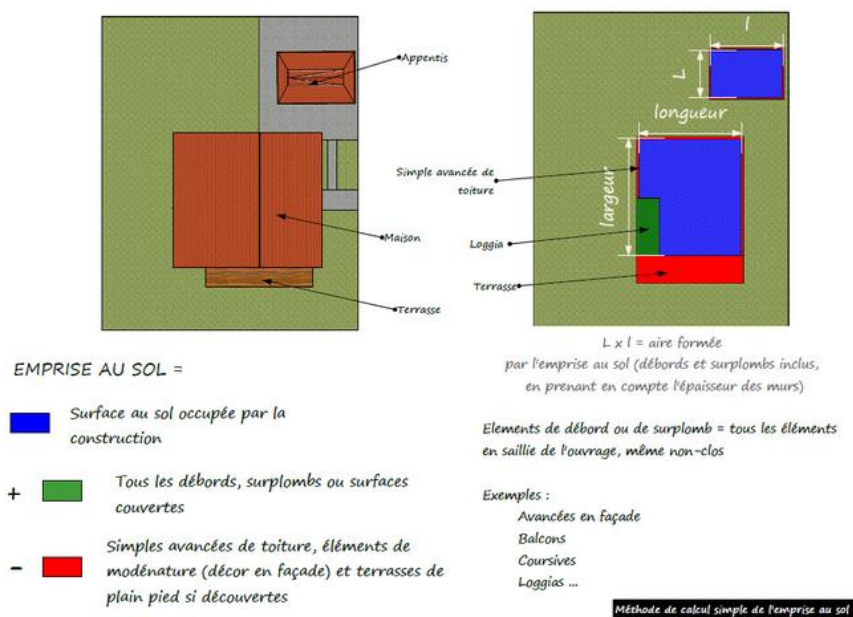 Appentis
Maison
Terrasse
l
L
longueur
largeur
Simple avancée de
toiture
Loggia
Terrasse
L x l = aire formée
par l'emprise au sol (débords et surplombs inclus,
en prenant en compte l'épaisseur des murs)
EMPRISE AU SOL =
Surface au sol occupée par la
construction
+ Tous les débords, surplombs ou surfaces
couvertes
- Simples avancées de toiture, éléments de
modénature (décor en façade) et terrasses de
plain pied si découvertes
Elements de débord ou de surplomb = tous les éléments
en saillie de l'ouvrage, même non-clos
Exemples :
Avancées en façade
Balcons
Coursives
Loggias ...
Méthode de calcul simple de l'emprise au sol